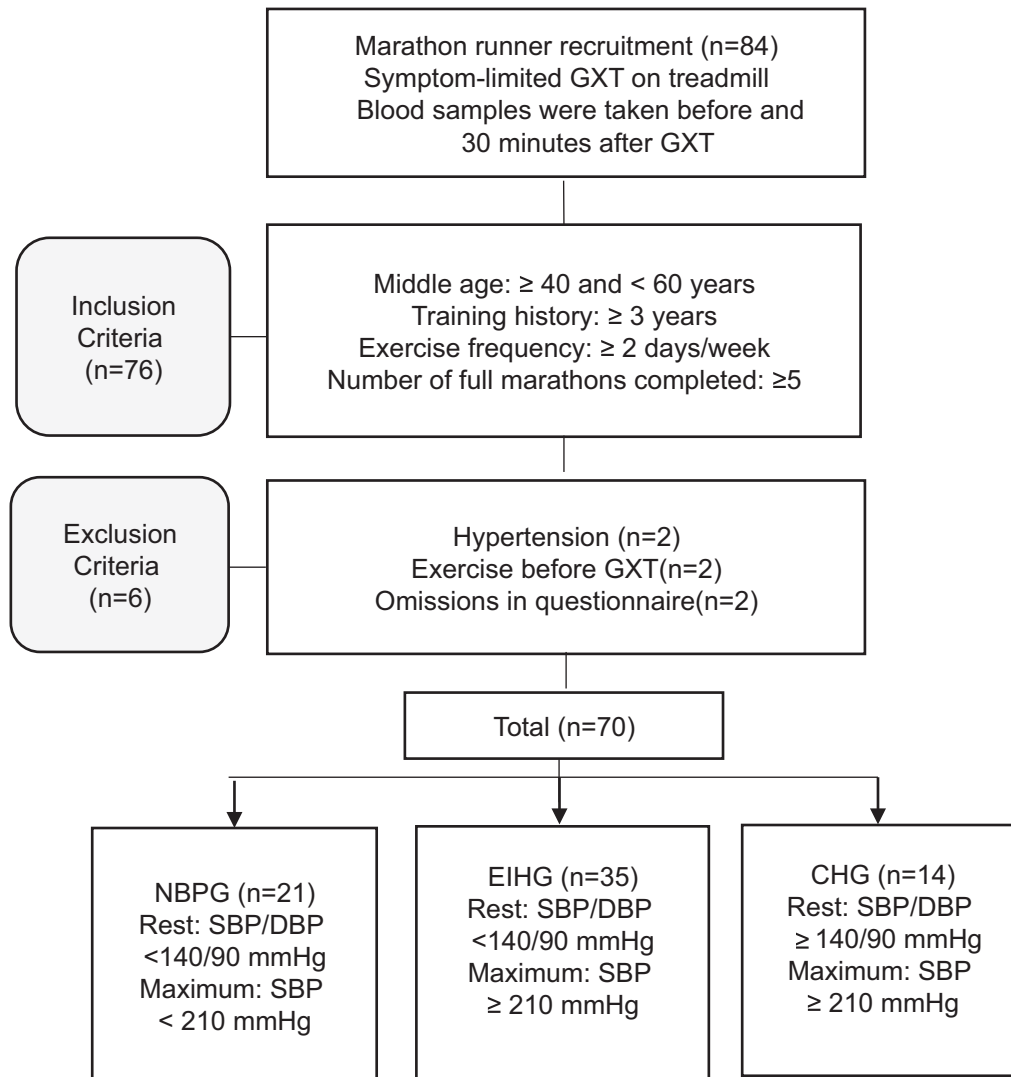 Marathon runner recruitment (n=84)
Symptom-limited GXT on treadmill
Blood samples were taken before and
30 minutes after GXT
Inclusion
Criteria
(n=76)
Middle age: ≥ 40 and < 60 years
Training history: ≥ 3 years
Exercise frequency: ≥ 2 days/week
Number of full marathons completed: ≥5
Exclusion
Criteria
(n=6)
Hypertension (n=2)
Exercise before GXT(n=2)
Omissions in questionnaire(n=2)
Total (n=70)
NBPG (n=21)
Rest: SBP/DBP
<140/90 mmHg
Maximum: SBP
< 210 mmHg
EIHG (n=35)
Rest: SBP/DBP
<140/90 mmHg
Maximum: SBP
≥ 210 mmHg
CHG (n=14)
Rest: SBP/DBP
≥ 140/90 mmHg
Maximum: SBP
≥ 210 mmHg